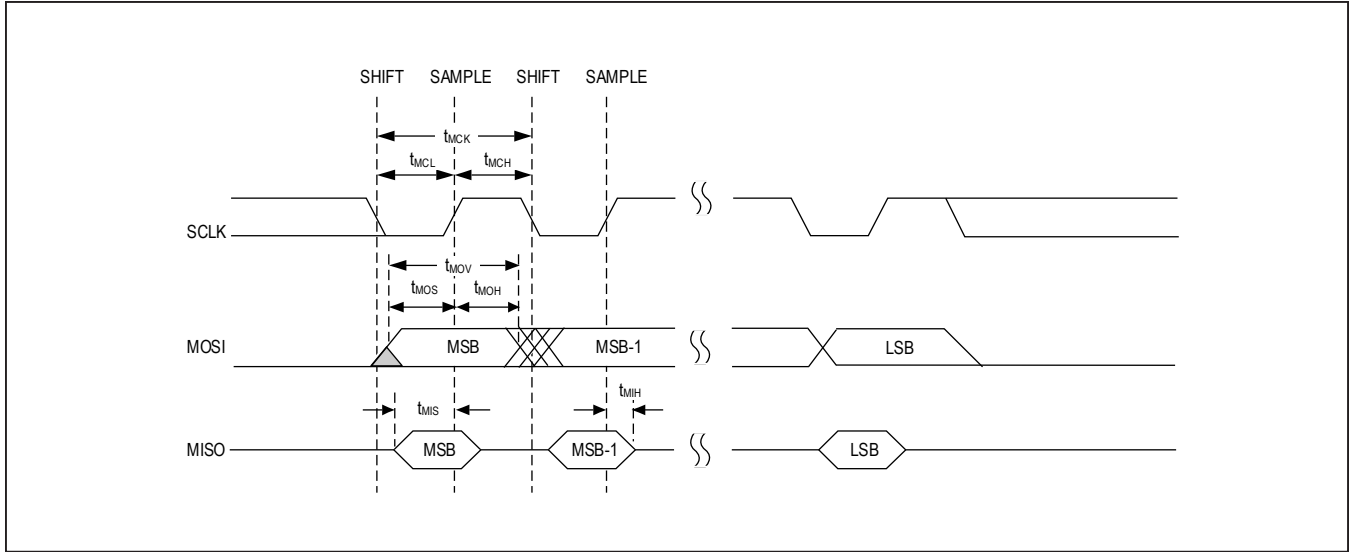 SHIFT SAMPLE SHIFT SAMPLE
tMCK
tMCL tMCH
SCLK
tMOV
tMOS tMOH
MOSI MSB MSB-1 LSB
tMIH
tMIS
MISO MSB MSB-1 LSB